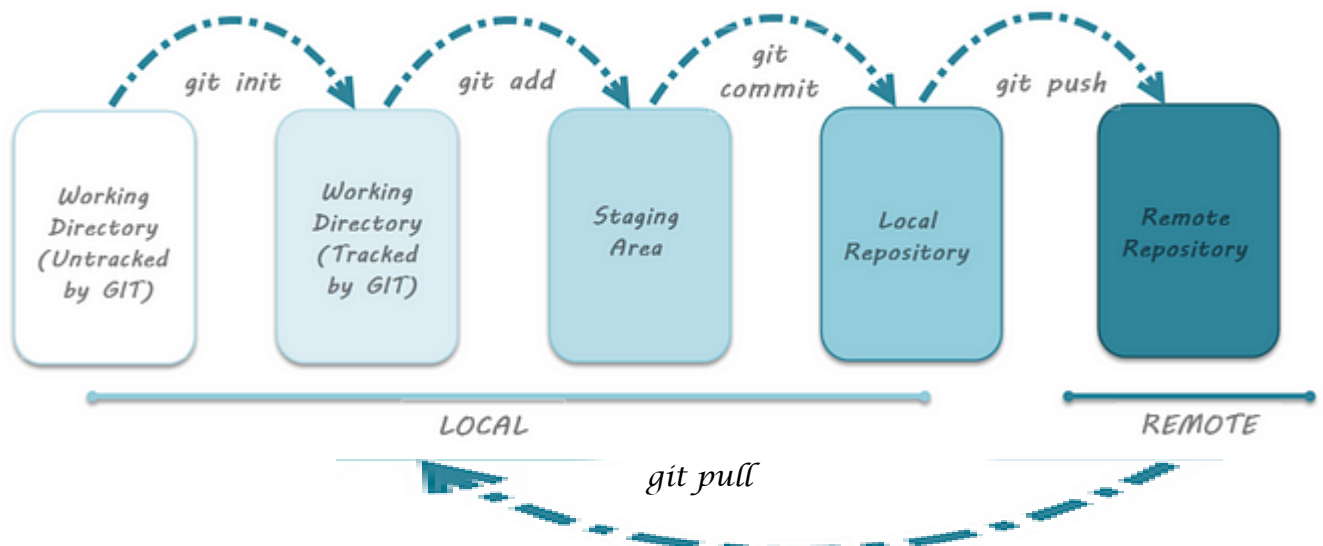 git init
git add
git
commit
git push
Working
Directory
(Untracked
by GIT)
Working
Directory
(Tracked
by GIT)
Staging
Area
Local
Repository
Remote
Repository
LOCAL
REMOTE
git pull